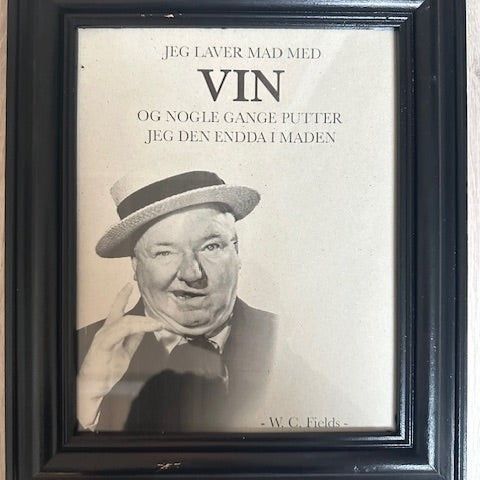 JEG LAVER MAD MED
VIN
OG NOGLE GANGE PUTTER
JEG DEN ENDDA I MADEN
- W. C. Fields -